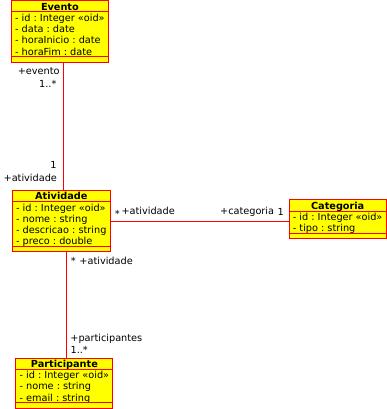 Evento
- id : Integer «oid»
- data : date
- horaInicio : date
- horaFim : date
+evento
1..*
1
+atividade
Atividade
- id : Integer «oid»
- nome : string
- descricao : string
- preco : double
* +atividade
+categoria 1
Categoria
- id : Integer «oid»
- tipo : string
* +atividade
+participantes
1..*
Participante
- id : Integer «oid»
- nome : string
- email : string